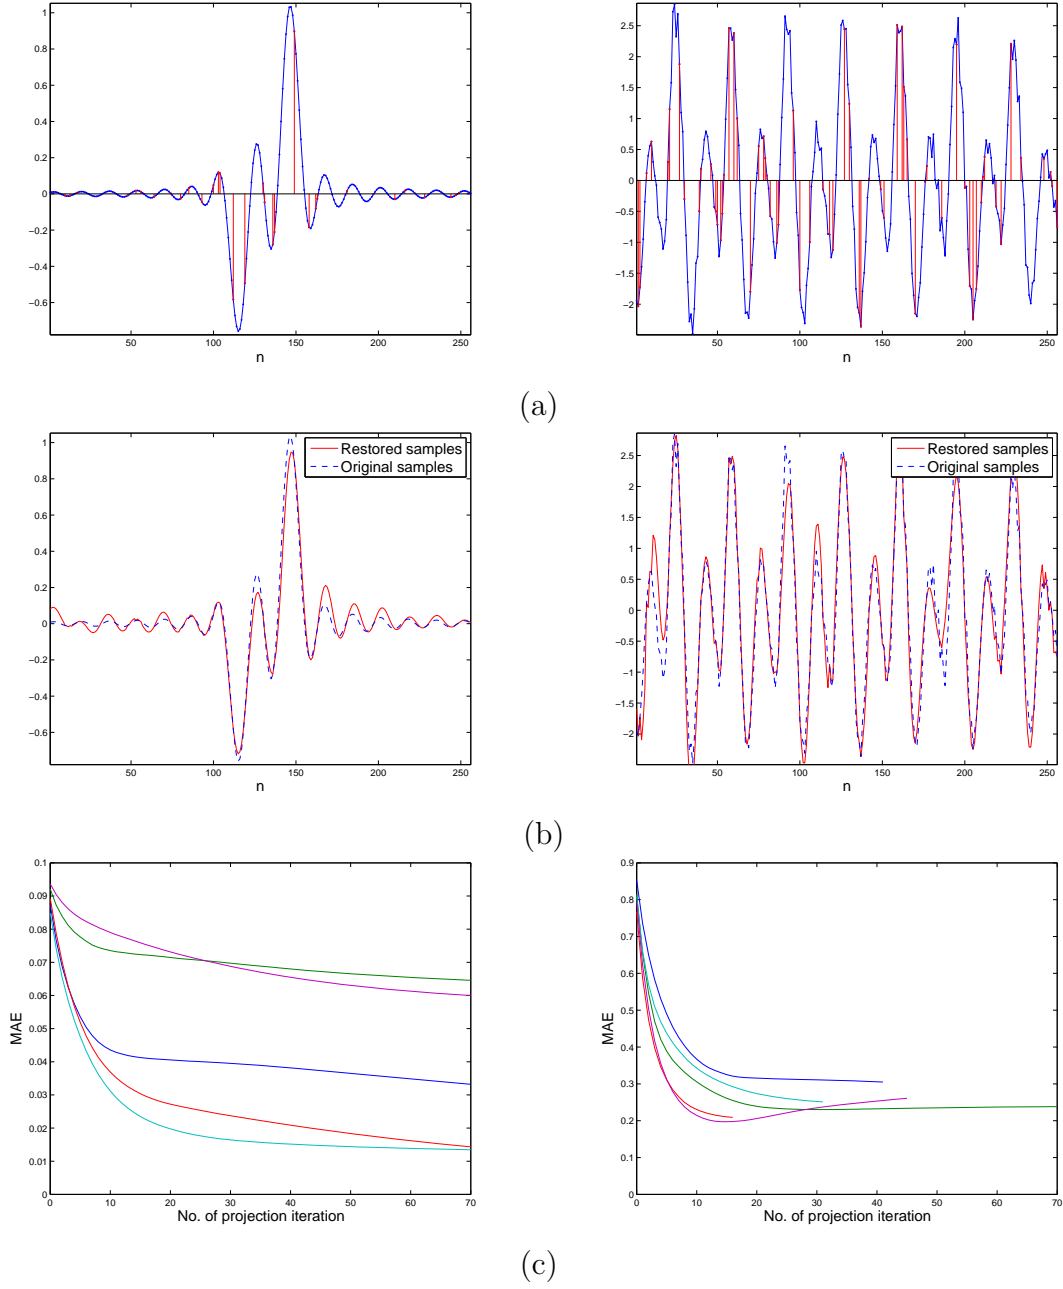 1
0.8
0.6
0.4
0.2
0
−0.2
−0.4
−0.6
50 100 150 200 250
n
2.5
2
1.5
1
0.5
0
−0.5
−1
−1.5
−2
50 100 150 200 250
n
(a)
1
0.8
0.6
0.4
0.2
0
−0.2
−0.4
−0.6
50 100 150 200 250
n
Restored samples
Original samples
2.5
2
1.5
1
0.5
0
−0.5
−1
−1.5
−2
50 100 150 200 250
n
Restored samples
Original samples
(b)
0.1
0.09
0.08
0.07
0.06
0.05
0.04
0.03
0.02
0.01
0
MAE
0 10 20 30 40 50 60 70
No. of projection iteration
0.9
0.8
0.7
0.6
0.5
0.4
0.3
0.2
0.1
0
MAE
0 10 20 30 40 50 60 70
No. of projection iteration
(c)